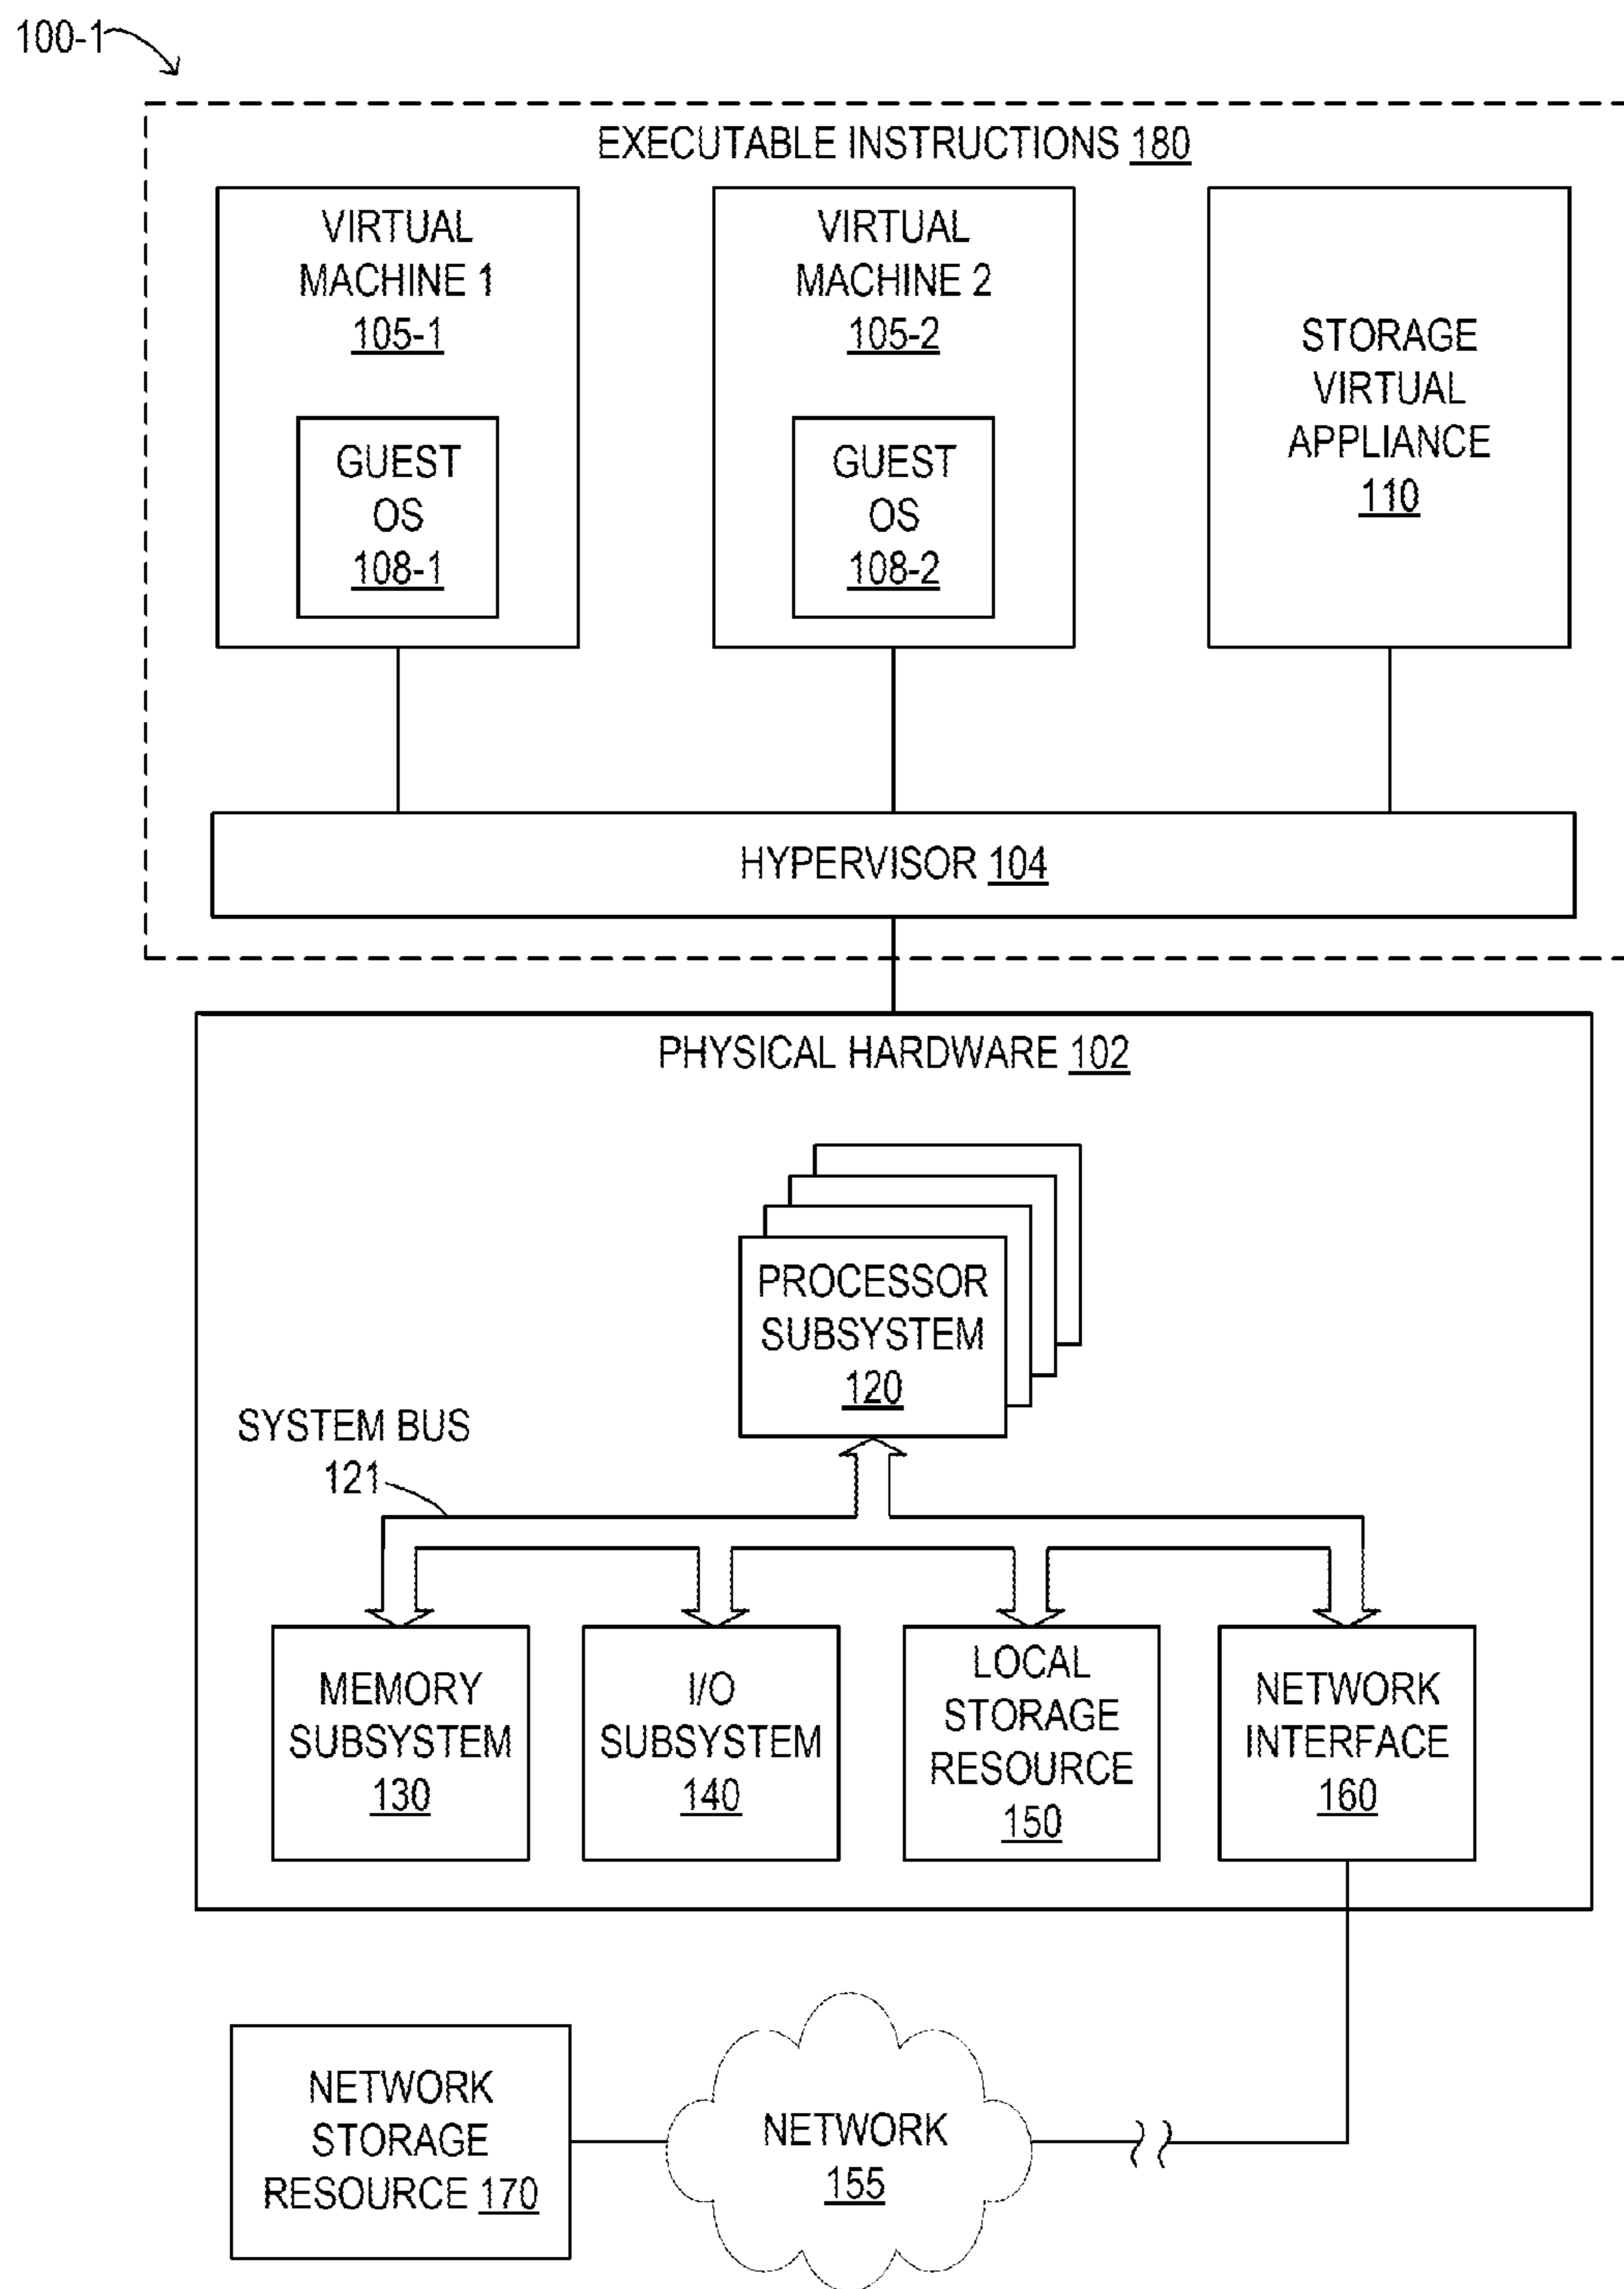 100-1
EXECUTABLE INSTRUCTIONS 180
VIRTUAL
MACHINE 1
105-1
GUEST
OS
108-1
VIRTUAL
MACHINE 2
105-2
GUEST
OS
108-2
STORAGE
VIRTUAL
APPLIANCE
110
HYPERVISOR 104
PHYSICAL HARDWARE 102
PROCESSOR
SUBSYSTEM
120
SYSTEM BUS
121
MEMORY
SUBSYSTEM
130
I/O
SUBSYSTEM
140
LOCAL
STORAGE
RESOURCE
150
NETWORK
INTERFACE
160
NETWORK
STORAGE
RESOURCE 170
NETWORK
155